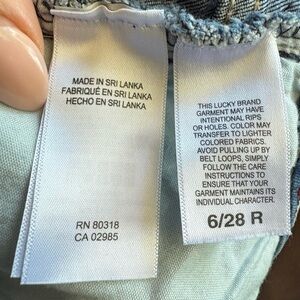 MADE IN SRI LANKA
FABRIQUÉ EN SRI LANKA
HECHO EN SRI LANKA
RN 80318
CA 02985
THIS LUCKY BRAND
GARMENT MAY HAVE
INTENTIONAL RIPS
OR HOLES. COLOR MAY
TRANSFER TO LIGHTER
COLORED FABRICS.
AVOID PULLING UP BY
BELT LOOPS, SIMPLY
FOLLOW THE CARE
INSTRUCTIONS TO
ENSURE THAT YOUR
GARMENT MAINTAINS ITS
INDIVIDUAL CHARACTER.
6/28 R